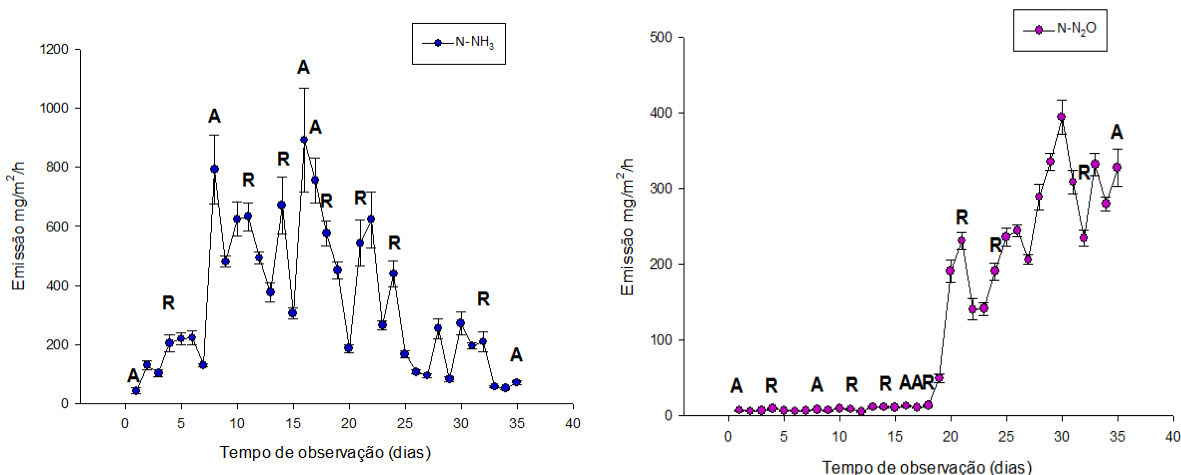 N-NH₃
1200
1000
800
600
400
200
0
Emissão mg/m²/h
A
R
A
R
R
A
A
R
R
R
R
A
0 5 10 15 20 25 30 35 40
Tempo de observação (dias)
N-N₂O
500
400
300
200
100
0
Emissão mg/m²/h
A R A R R A A R
R
R
R
A
0 5 10 15 20 25 30 35 40
Tempo de observação (dias)